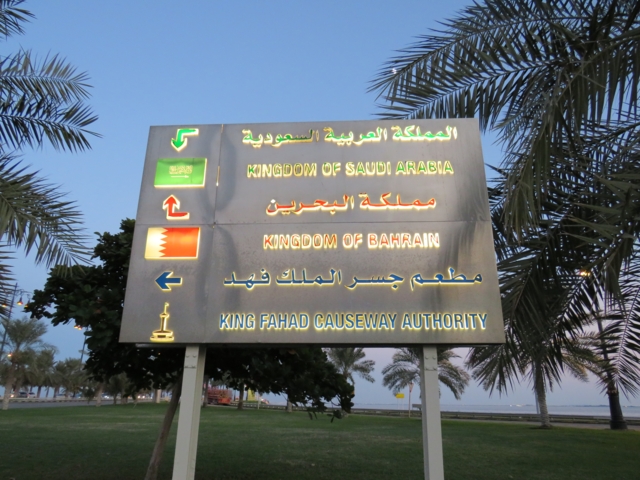 المملكة العربية السعودية
KINGDOM OF SAUDI ARABIA
مملكة البحرين
KINGDOM OF BAHRAIN
مطعم جسر الملك فهد
KING FAHAD CAUSEWAY AUTHORITY